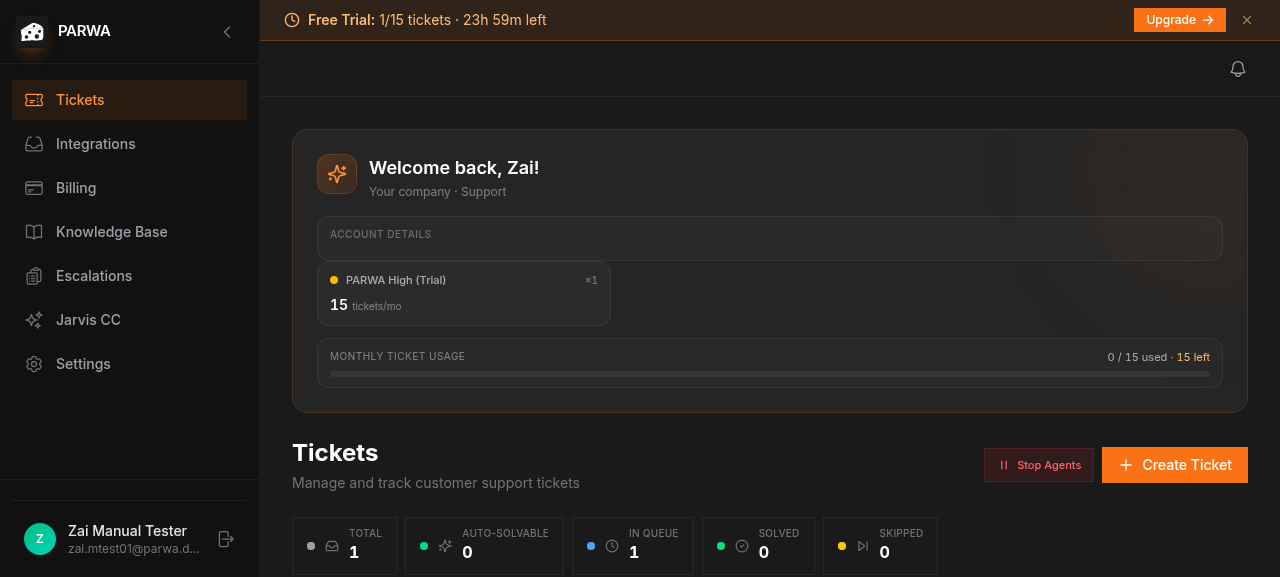 PARWA
Free Trial: 1/15 tickets · 23h 59m left
Upgrade →
Tickets
Integrations
Billing
Knowledge Base
Escalations
Jarvis CC
Settings
Zai Manual Tester
zai.mtest01@parwa.d...
Z
Welcome back, Zai!
Your company · Support
ACCOUNT DETAILS
PARWA High (Trial) ×1
15 tickets/mo
MONTHLY TICKET USAGE 0 / 15 used · 15 left
Tickets
Manage and track customer support tickets
Stop Agents
Create Ticket
TOTAL
1
AUTO-SOLVABLE
0
IN QUEUE
1
SOLVED
0
SKIPPED
0